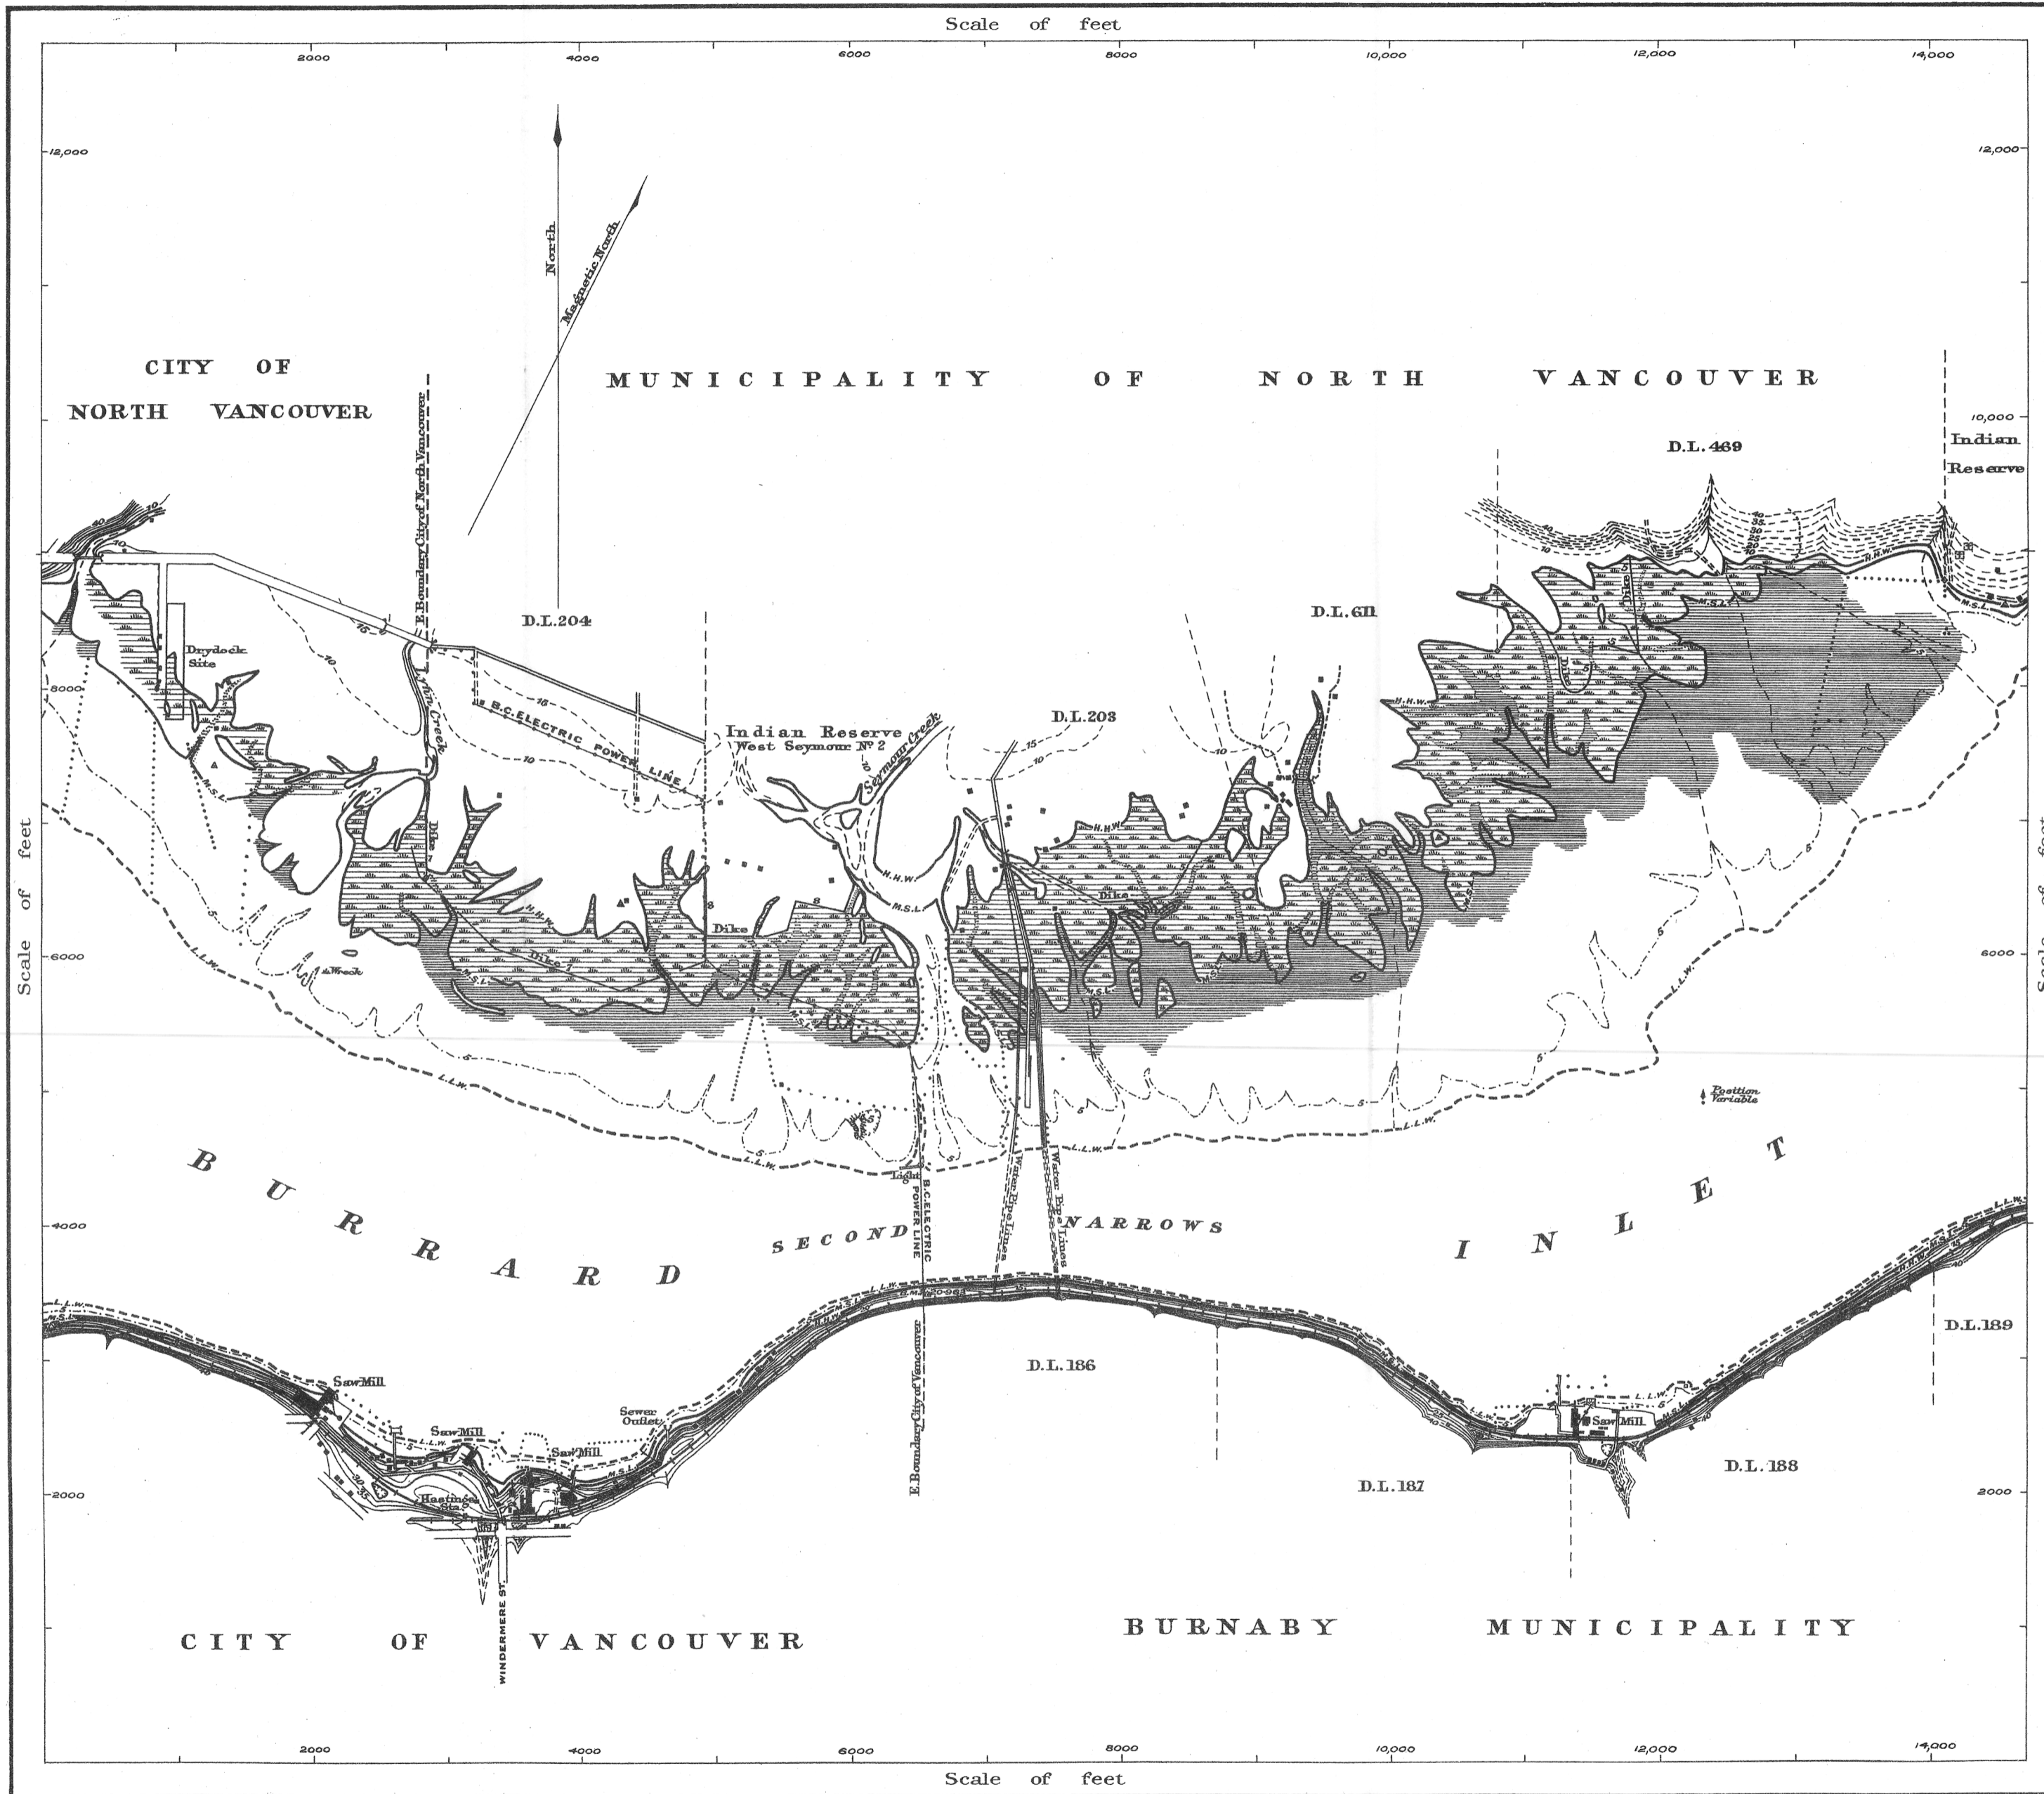 Scale of feet
2000 4000 6000 8000 10,000 12,000 14,000
12,000 12,000
North
Magnetic North
CITY OF
NORTH VANCOUVER
MUNICIPALITY OF NORTH VANCOUVER
E. Boundary City of North Vancouver
10,000
D.L.469
Indian
Reserve
D.L.204
D.L.611
Drydock
Site
8000
Lynn Creek
B.C. ELECTRIC POWER LINE
Indian Reserve
West Seymour Nº 2
Seymour Creek
D.L.203
H.H.W.
M.S.L.
Dike
Dike
Dike
Dike
Dike
Dike
H.H.W.
M.S.L.
L.L.W.
Wreck
6000 6000
Scale of feet
Position
Variable
BURRARD INLET
SECOND NARROWS
Light
B.C. ELECTRIC
POWER LINE
Water Pipe Lines
Water Pipe Lines
4000
L.L.W.
M.S.L.
Saw Mill
Saw Mill
Saw Mill
Sewer
Outlet
Hastings
Sta.
E. Boundary City of Vancouver
D.L.186
D.L.187
D.L.188
D.L.189
Saw Mill
2000 2000
WINDERMERE ST.
CITY OF VANCOUVER
BURNABY MUNICIPALITY
2000 4000 6000 8000 10,000 12,000 14,000
Scale of feet